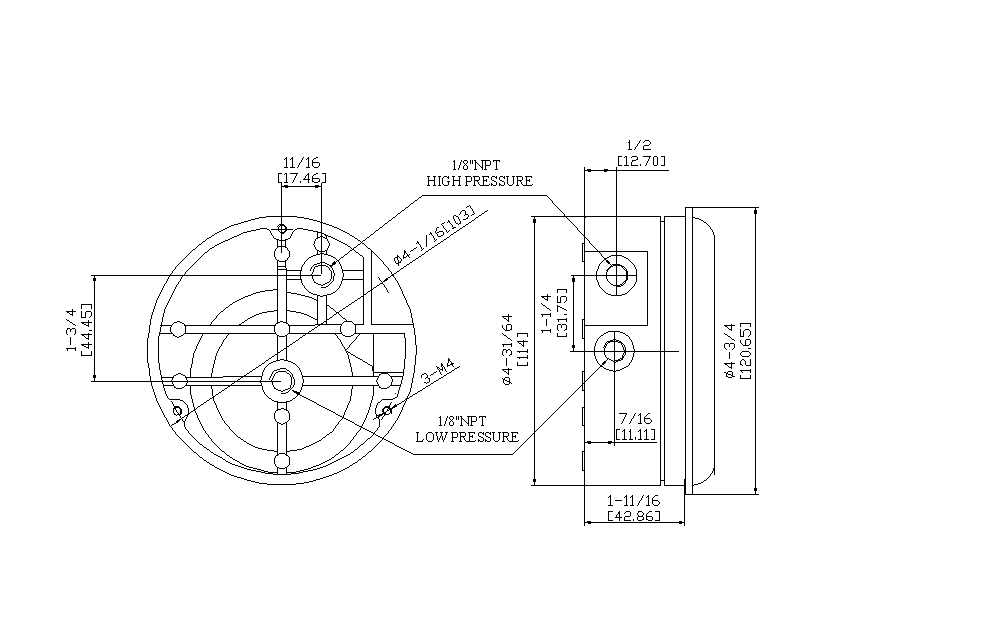 1/2
[12.70]
11/16
[17.46]
1/8"NPT
HIGH PRESSURE
ø4-1/16[103]
1-3/4
[44.45]
1-1/4
[31.75]
ø4-31/64
[114]
ø4-3/4
[120.65]
3-M4
1/8"NPT
LOW PRESSURE
7/16
[11.11]
1-11/16
[42.86]